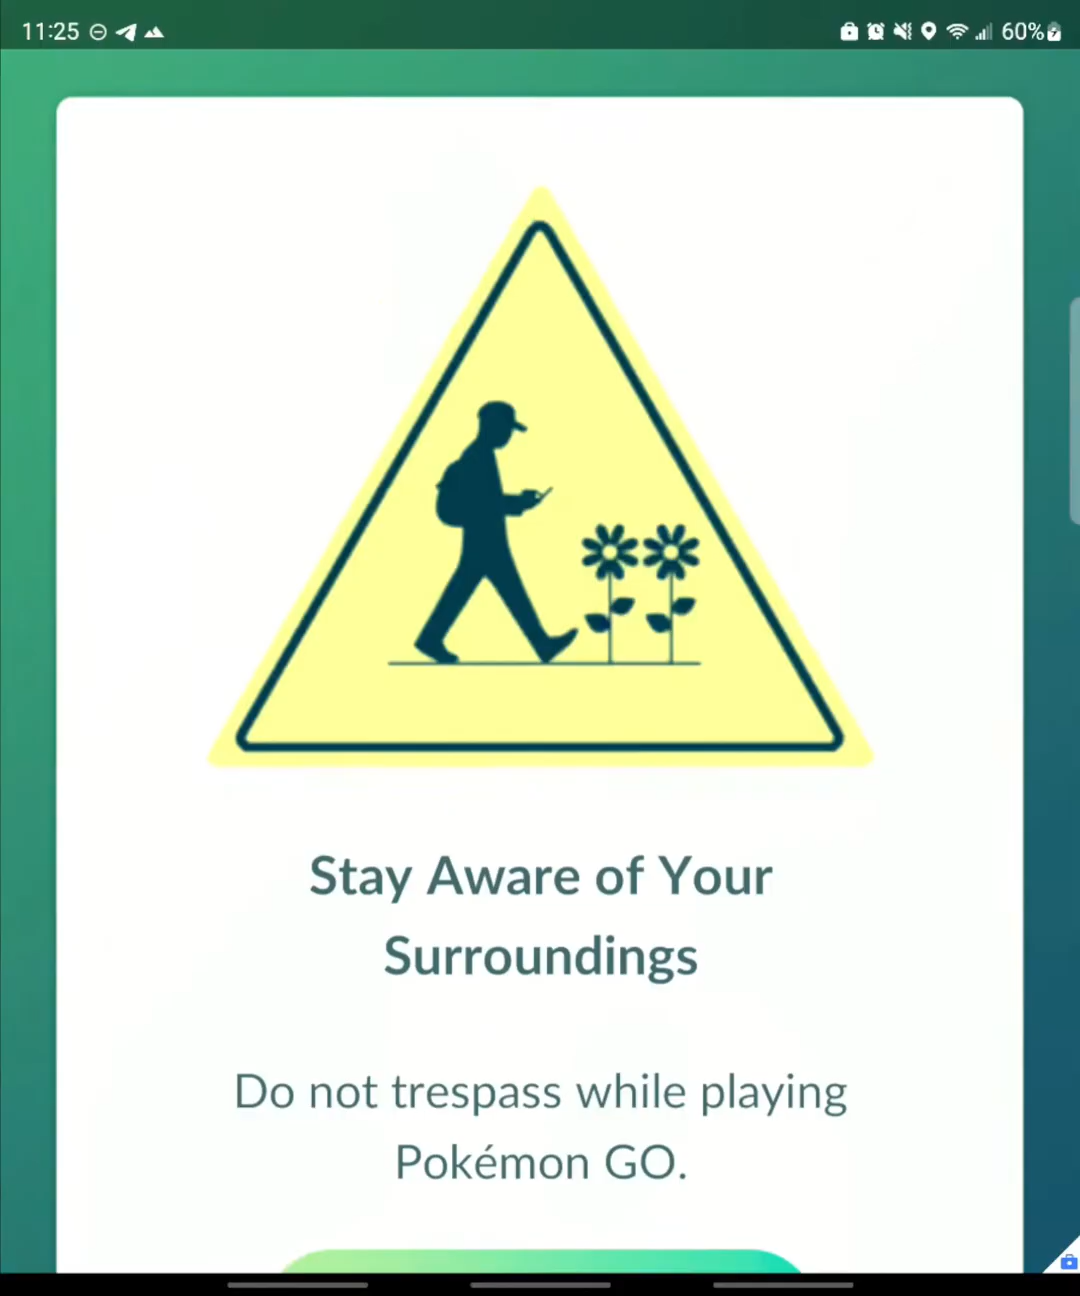 11:25 60%
Stay Aware of Your
Surroundings
Do not trespass while playing
Pokémon GO.